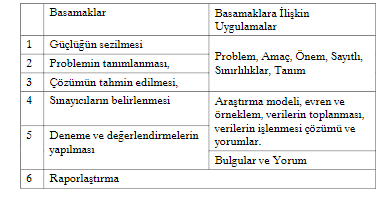 Basamaklar
Basamaklara İlişkin
Uygulamalar
1 Güçlüğün sezilmesi
2 Problemin tanımlanması,
3 Çözümün tahmin edilmesi,
Problem, Amaç, Önem, Sayıtlı,
Sınırlılıklar, Tanım
4 Sınayıcıların belirlenmesi
5 Deneme ve değerlendirmelerin
yapılması
Araştırma modeli, evren ve
örneklem, verilerin toplanması,
verilerin işlenmesi çözümü ve
yorumlar.
Bulgular ve Yorum
6 Raporlaştırma